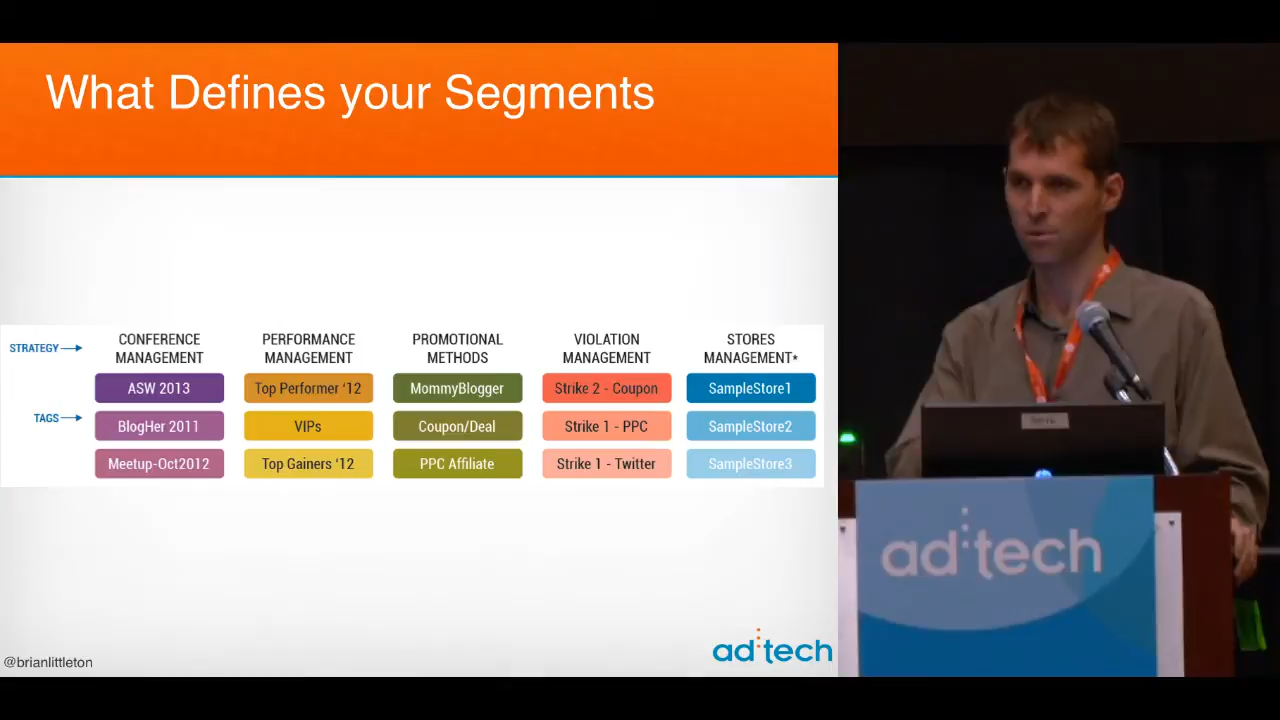 What Defines your Segments
STRATEGY
CONFERENCE MANAGEMENT
PERFORMANCE MANAGEMENT
PROMOTIONAL METHODS
VIOLATION MANAGEMENT
STORES MANAGEMENT*
TAGS
ASW 2013
Top Performer ‘12
MommyBlogger
Strike 2 - Coupon
SampleStore1
BlogHer 2011
VIPs
Coupon/Deal
Strike 1 - PPC
SampleStore2
Meetup-Oct2012
Top Gainers ‘12
PPC Affiliate
Strike 1 - Twitter
SampleStore3
@brianlittleton
ad:tech
ad:tech